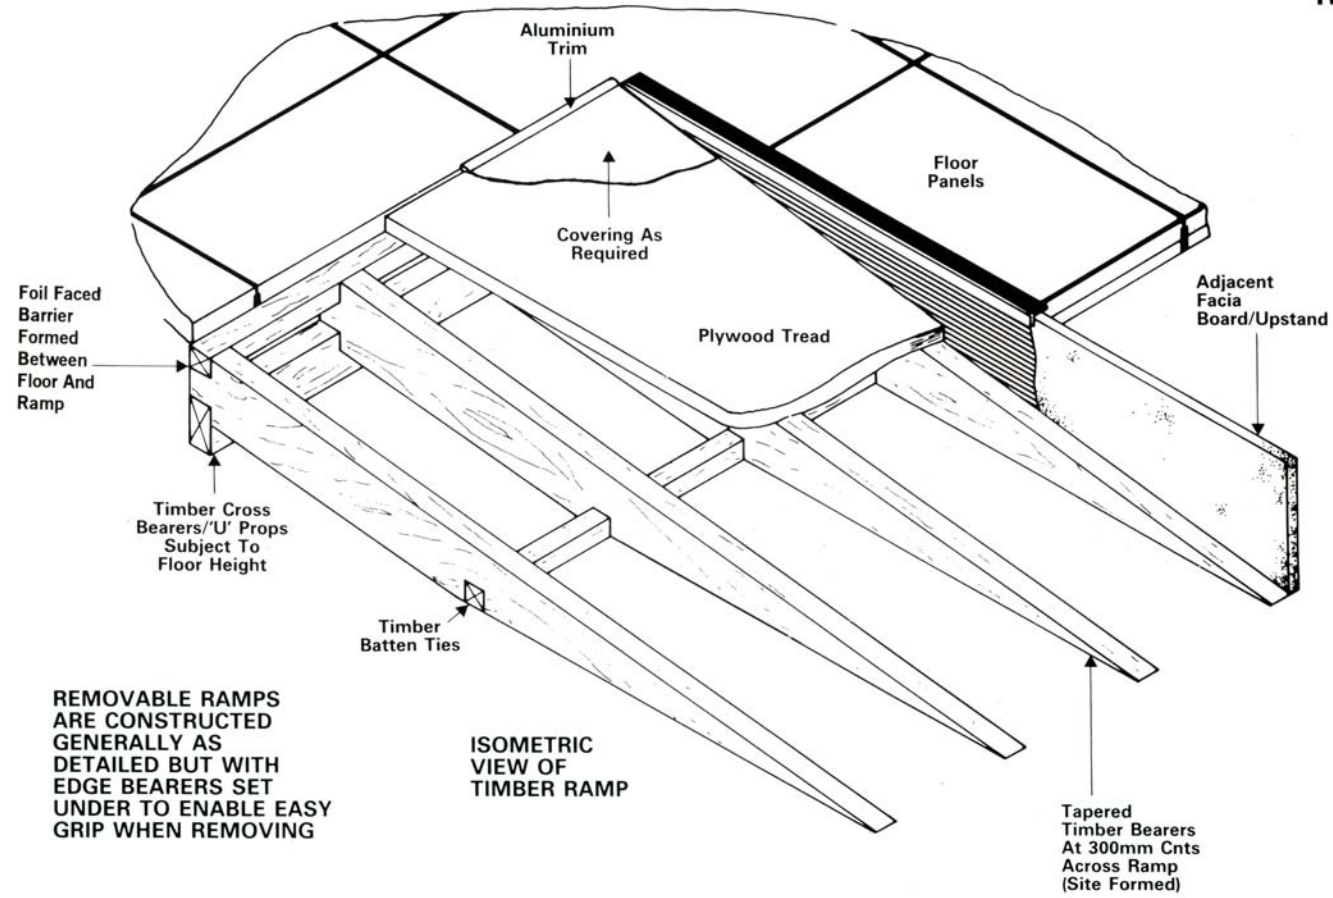 Aluminium
Trim
Floor
Panels
Covering As
Required
Foil Faced
Barrier
Formed
Between
Floor And
Ramp
Plywood Tread
Adjacent
Facia
Board/Upstand
Timber Cross
Bearers/'U' Props
Subject To
Floor Height
Timber
Batten Ties
REMOVABLE RAMPS
ARE CONSTRUCTED
GENERALLY AS
DETAILED BUT WITH
EDGE BEARERS SET
UNDER TO ENABLE EASY
GRIP WHEN REMOVING
ISOMETRIC
VIEW OF
TIMBER RAMP
Tapered
Timber Bearers
At 300mm Cnts
Across Ramp
(Site Formed)